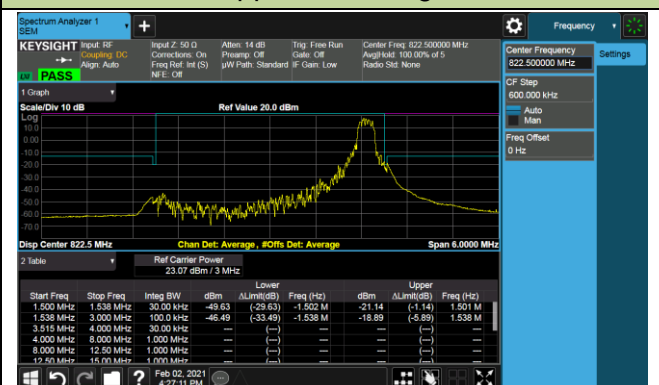 Spectrum Analyzer 1
SEM
Frequency
KEYSIGHT
Input: RF
Coupling: DC
Align: Auto
Input Z: 50 Ω
Corrections: On
Freq Ref: Int (S)
NFE: Off
Atten: 14 dB
Preamp: Off
µW Path: Standard
Trig: Free Run
Gate: Off
IF Gain: Low
Center Freq: 822.500000 MHz
Avg|Hold: 100.00% of 5
Radio Std: None
PASS
Center Frequency
822.500000 MHz
Settings
CF Step
600.000 kHz
Auto
Man
Freq Offset
0 Hz
1 Graph
Scale/Div 10 dB
Ref Value 20.0 dBm
Log
10.0
0.00
-10.0
-20.0
-30.0
-40.0
-50.0
-60.0
-70.0
Disp Center 822.5 MHz
Chan Det: Average, #Offs Det: Average
Span 6.0000 MHz
2 Table
Ref Carrier Power
23.07 dBm / 3 MHz
Lower Upper
Start Freq Stop Freq Integ BW dBm ΔLimit(dB) Freq (Hz) dBm ΔLimit(dB) Freq (Hz)
1.500 MHz 1.538 MHz 30.00 kHz -49.63 (-29.63) -1.502 M -21.14 (-1.14) 1.501 M
1.538 MHz 3.000 MHz 100.0 kHz -46.49 (-33.49) -1.538 M -18.89 (-5.89) 1.538 M
3.515 MHz 4.000 MHz 30.00 kHz --- (---) --- --- (---) ---
4.000 MHz 8.000 MHz 1.000 MHz --- (---) --- --- (---) ---
8.000 MHz 12.50 MHz 1.000 MHz --- (---) --- --- (---) ---
12.50 MHz 15.00 MHz 1.000 MHz --- (---) --- --- (---) ---
?
Feb 02, 2021
4:27:11 PM